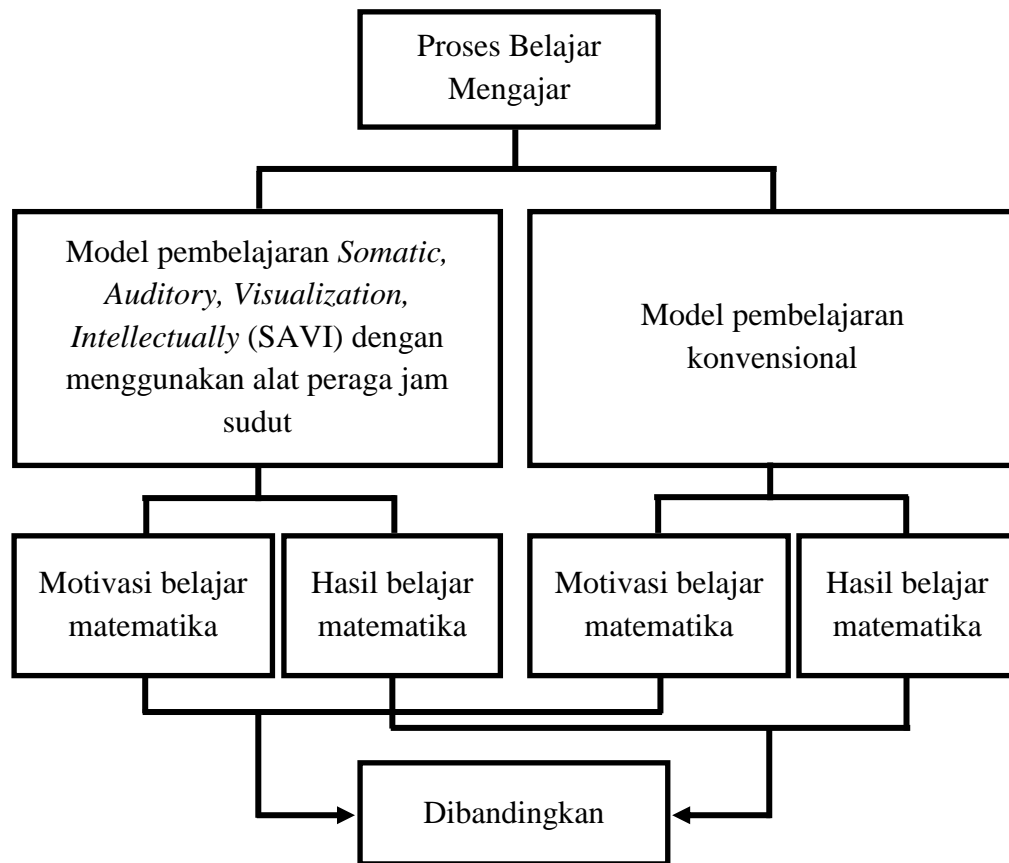 Proses Belajar
Mengajar
Model pembelajaran Somatic,
Auditory, Visualization,
Intellectually (SAVI) dengan
menggunakan alat peraga jam
sudut
Model pembelajaran
konvensional
Motivasi belajar
matematika
Hasil belajar
matematika
Motivasi belajar
matematika
Hasil belajar
matematika
Dibandingkan